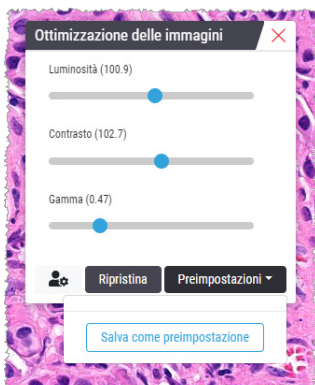 Ottimizzazione delle immagini
Luminosità (100.9)
Contrasto (102.7)
Gamma (0.47)
Ripristina
Preimpostazioni
Salva come preimpostazione